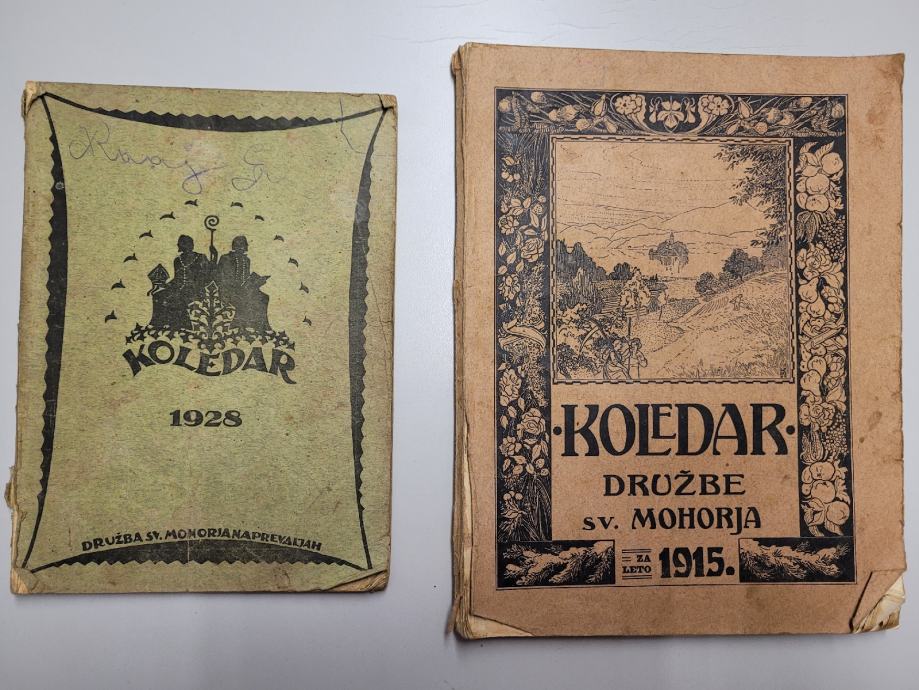 KOLEDAR
1928
DRUŽBA SV. MOHORJA NA PREVALJAH
·KOLEDAR·
DRUŽBE
SV. MOHORJA
ZA
LETO 1915.